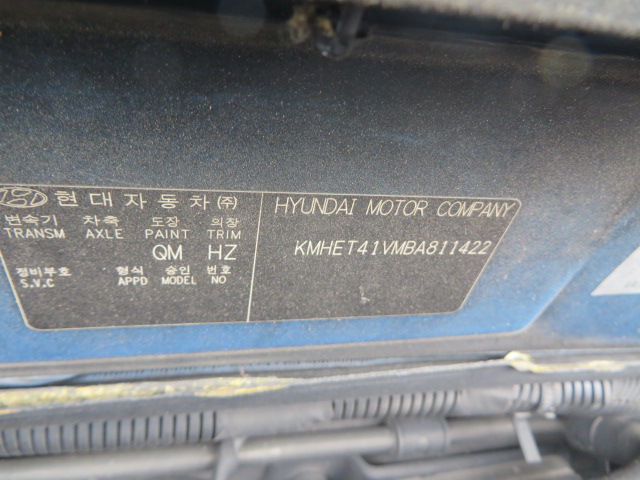 현대자동차(주)
변속기 차축 도장 의장
TRANSM AXLE PAINT TRIM
QM HZ
정비부호 형식 승인 번호
S.V.C APPD MODEL NO
HYUNDAI MOTOR COMPANY
KMHET41VMBA811422